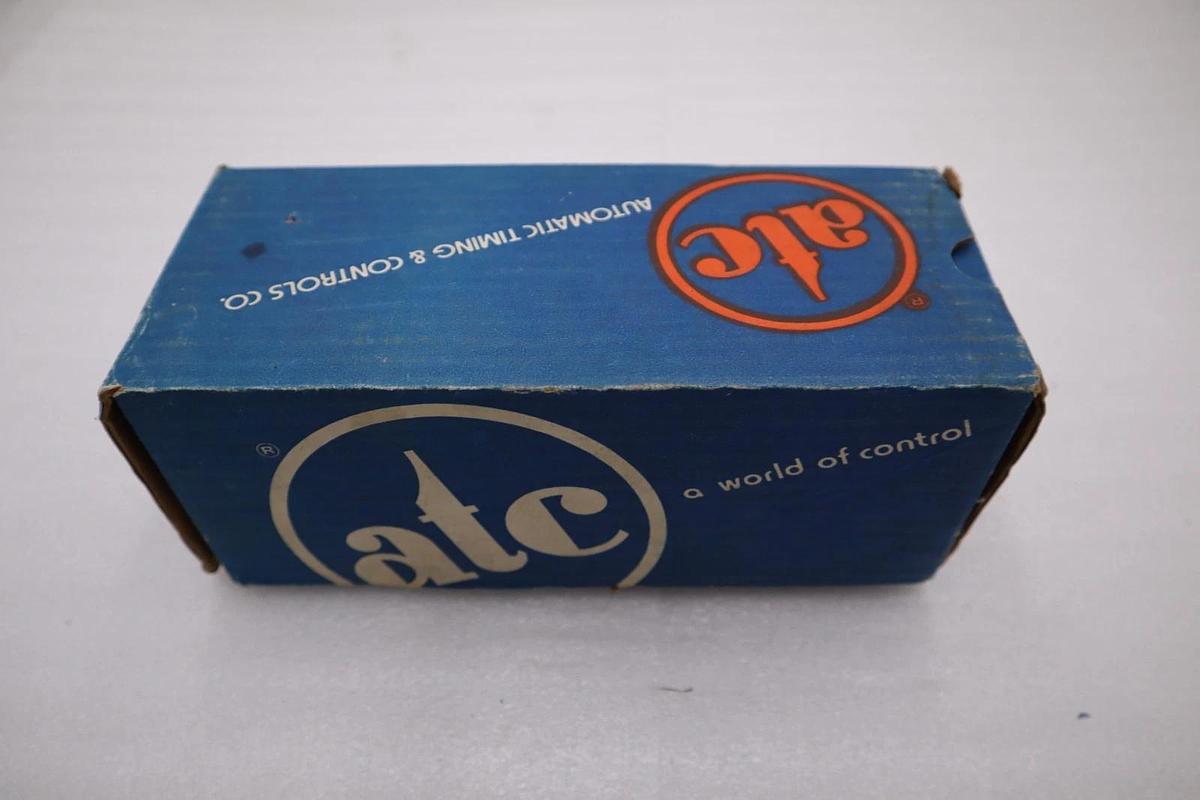 atc
®
AUTOMATIC TIMING & CONTROLS CO.
®
atc
a world of control